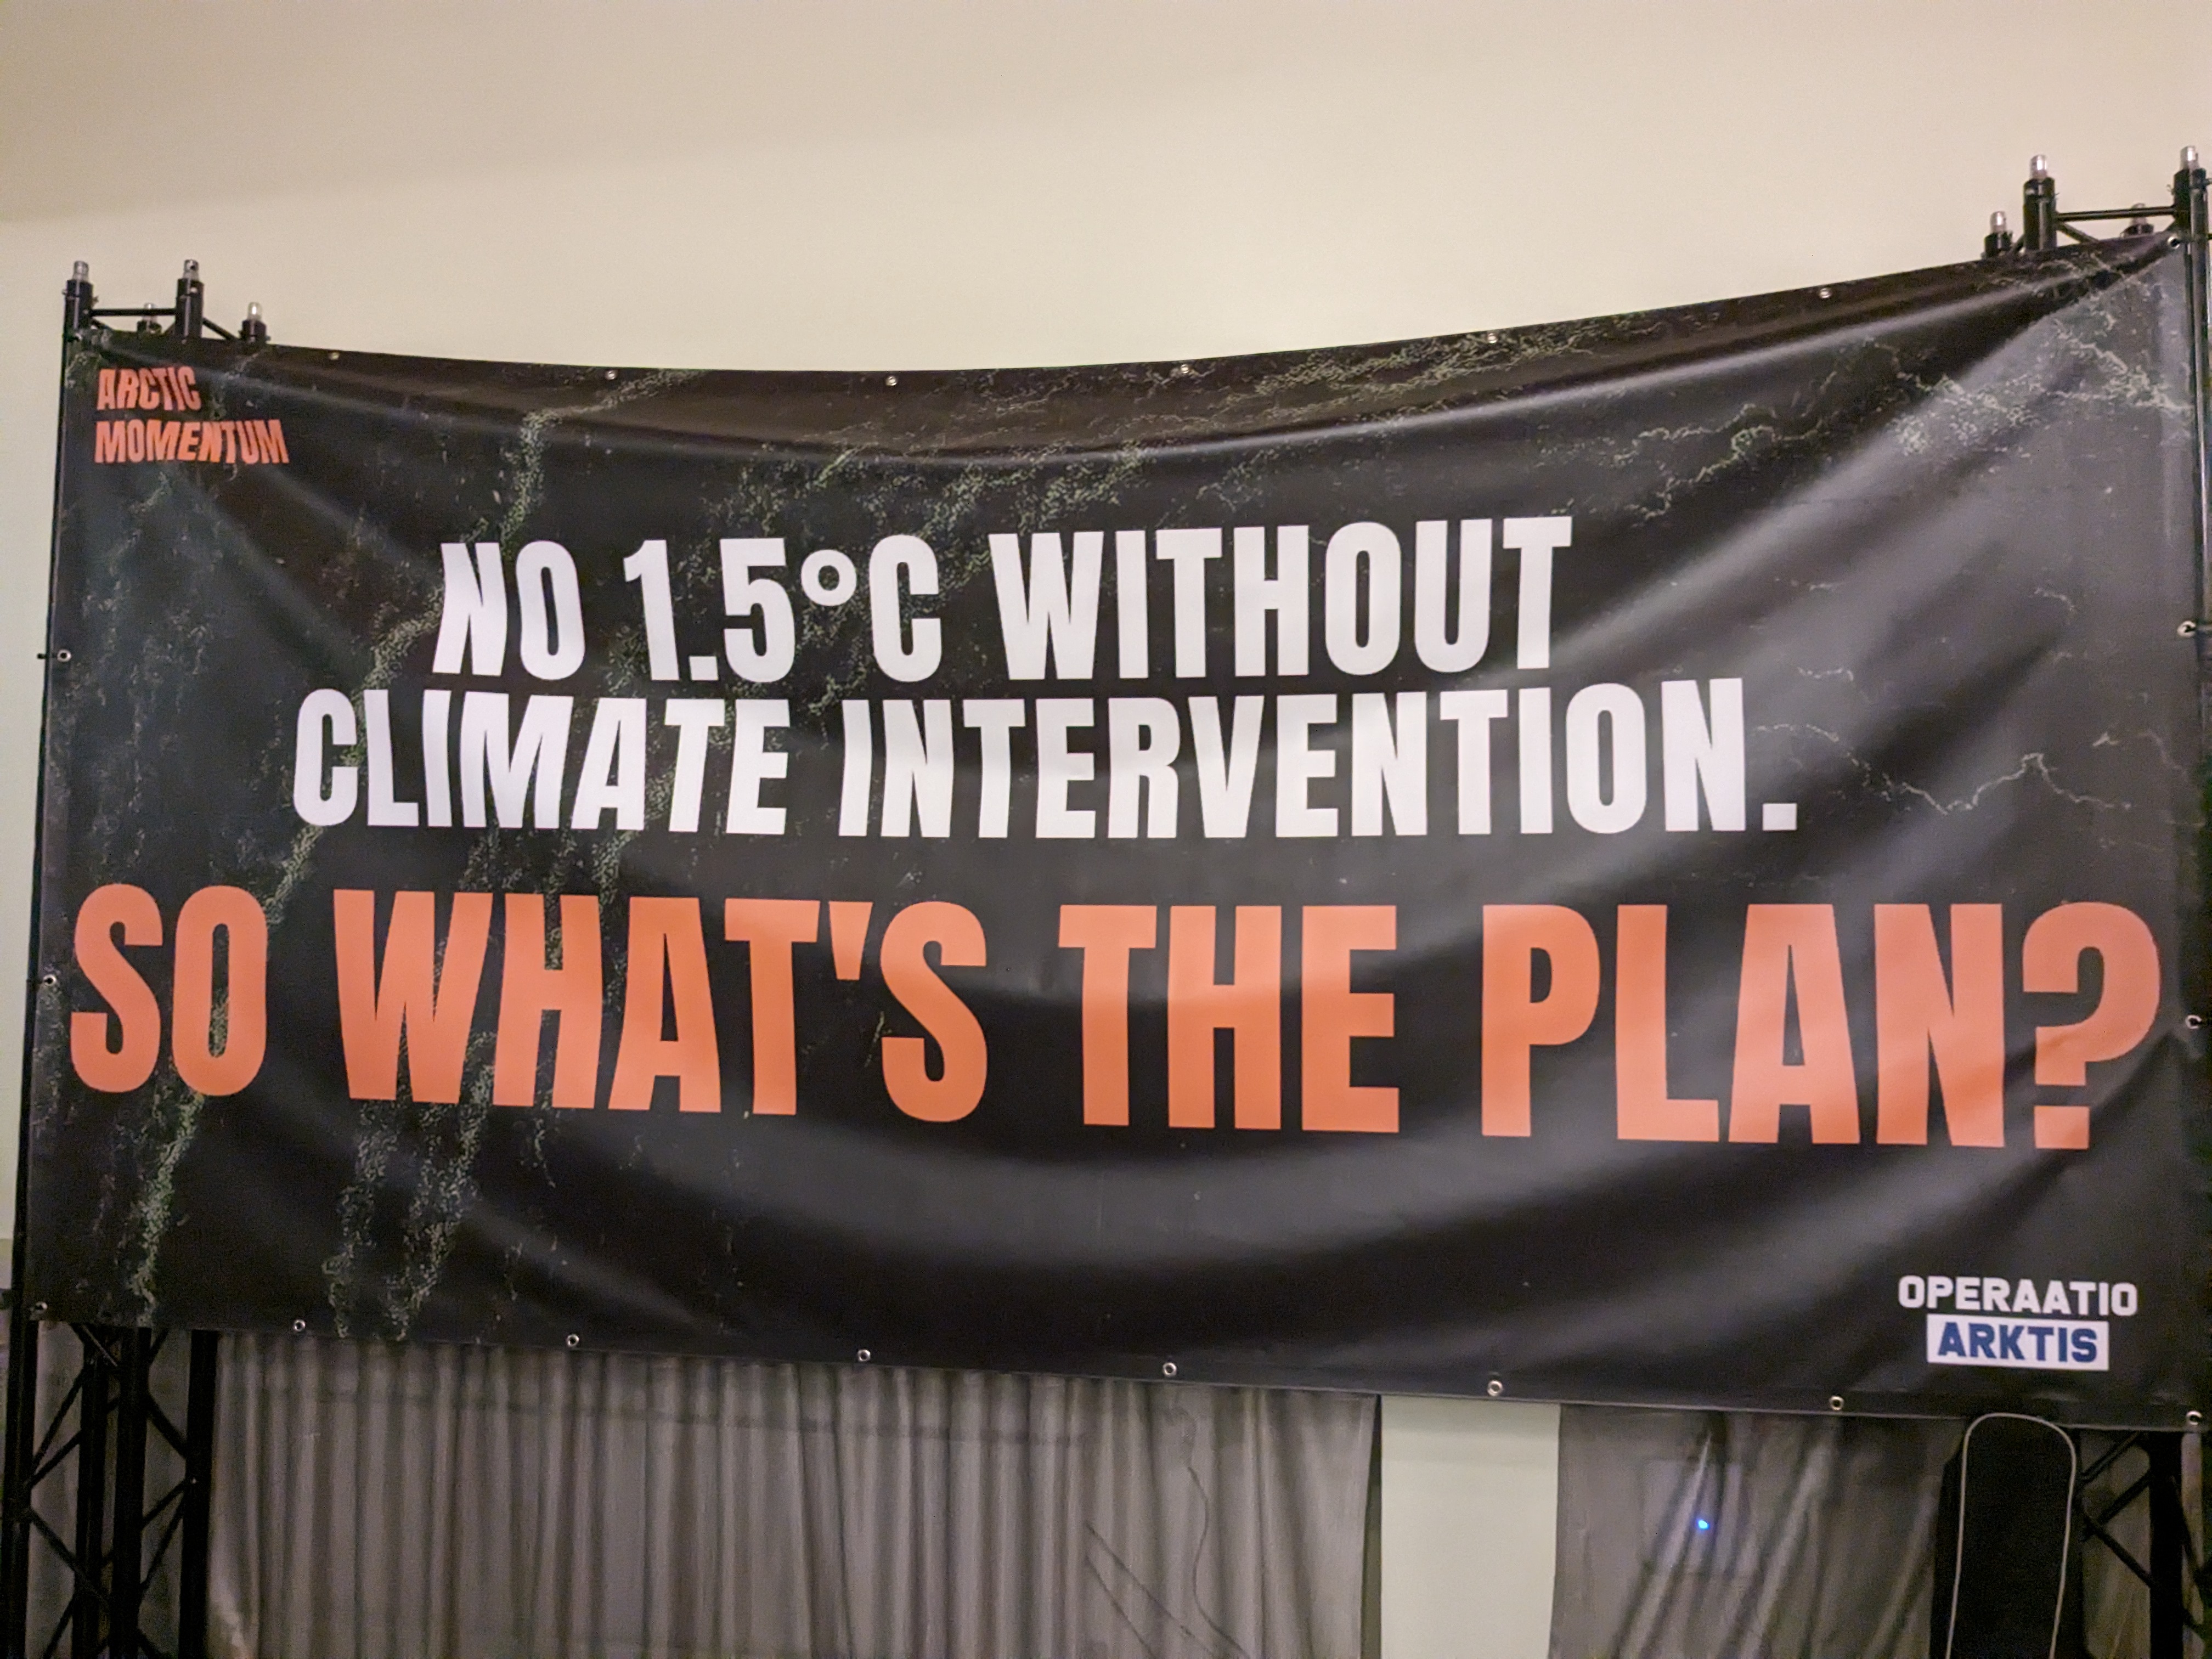 ARCTIC
MOMENTUM
NO 1.5°C WITHOUT
CLIMATE INTERVENTION.
SO WHAT'S THE PLAN?
OPERAATIO
ARKTIS